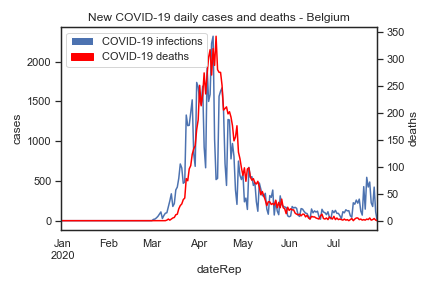 New COVID-19 daily cases and deaths - Belgium
COVID-19 infections
COVID-19 deaths
cases
2000
1500
1000
500
0
deaths
350
300
250
200
150
100
50
0
Jan Feb Mar Apr May Jun Jul
2020
dateRep